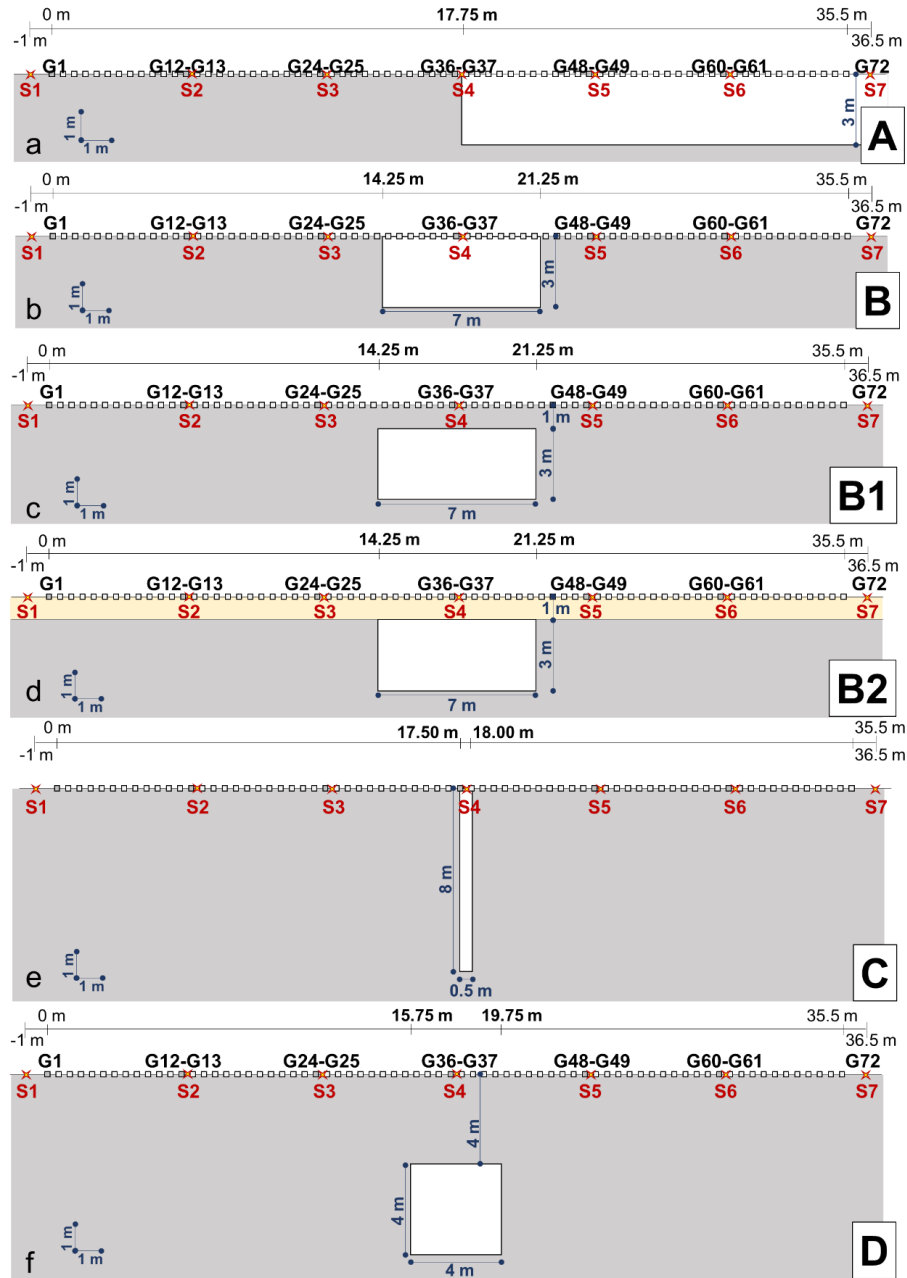 0 m 17.75 m 35.5 m
-1 m 36.5 m
G1 G12-G13 G24-G25 G36-G37 G48-G49 G60-G61 G72
S1 S2 S3 S4 S5 S6 S7
3 m
1 m
1 m
a
A
0 m 14.25 m 21.25 m 35.5 m
-1 m 36.5 m
G1 G12-G13 G24-G25 G36-G37 G48-G49 G60-G61 G72
S1 S2 S3 S4 S5 S6 S7
3 m
1 m
1 m
7 m
b
B
0 m 14.25 m 21.25 m 35.5 m
-1 m 36.5 m
G1 G12-G13 G24-G25 G36-G37 G48-G49 G60-G61 G72
S1 S2 S3 S4 1 m S5 S6 S7
3 m
1 m
1 m
7 m
c
B1
0 m 14.25 m 21.25 m 35.5 m
-1 m 36.5 m
G1 G12-G13 G24-G25 G36-G37 G48-G49 G60-G61 G72
S1 S2 S3 S4 1 m S5 S6 S7
3 m
1 m
1 m
7 m
d
B2
0 m 17.50 m 18.00 m 35.5 m
-1 m 36.5 m
S1 S2 S3 S4 S5 S6 S7
8 m
1 m
1 m
0.5 m
e
C
0 m 15.75 m 19.75 m 35.5 m
-1 m 36.5 m
G1 G12-G13 G24-G25 G36-G37 G48-G49 G60-G61 G72
S1 S2 S3 S4 S5 S6 S7
4 m
4 m
1 m
1 m
4 m
f
D